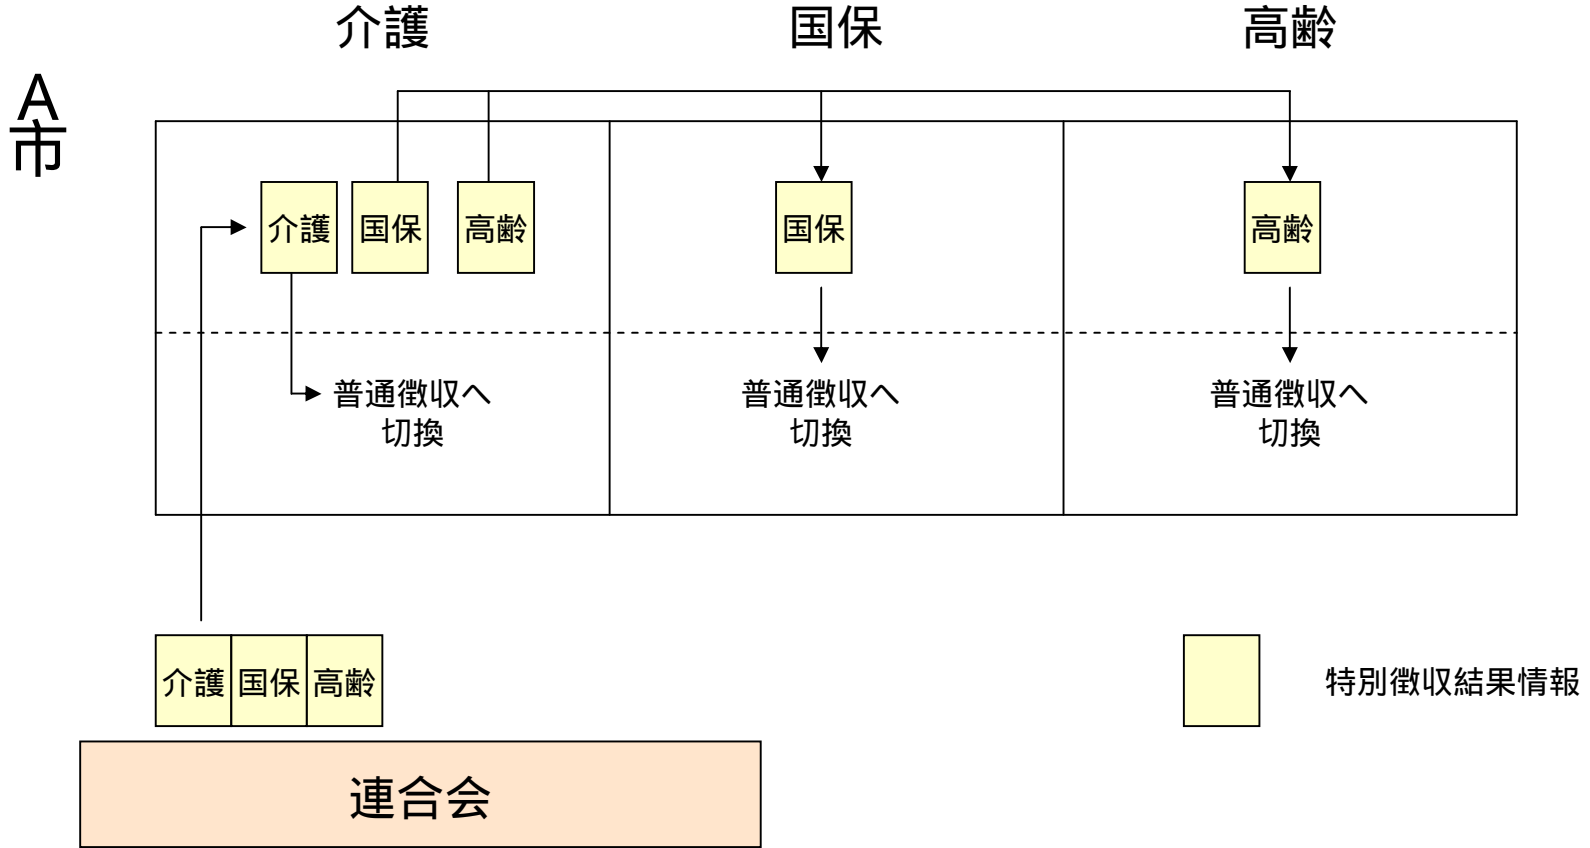 介護
国保
高齢
A
市
介護
国保
高齢
国保
高齢
普通徴収へ
切換
普通徴収へ
切換
普通徴収へ
切換
介護
国保
高齢
特別徴収結果情報
連合会